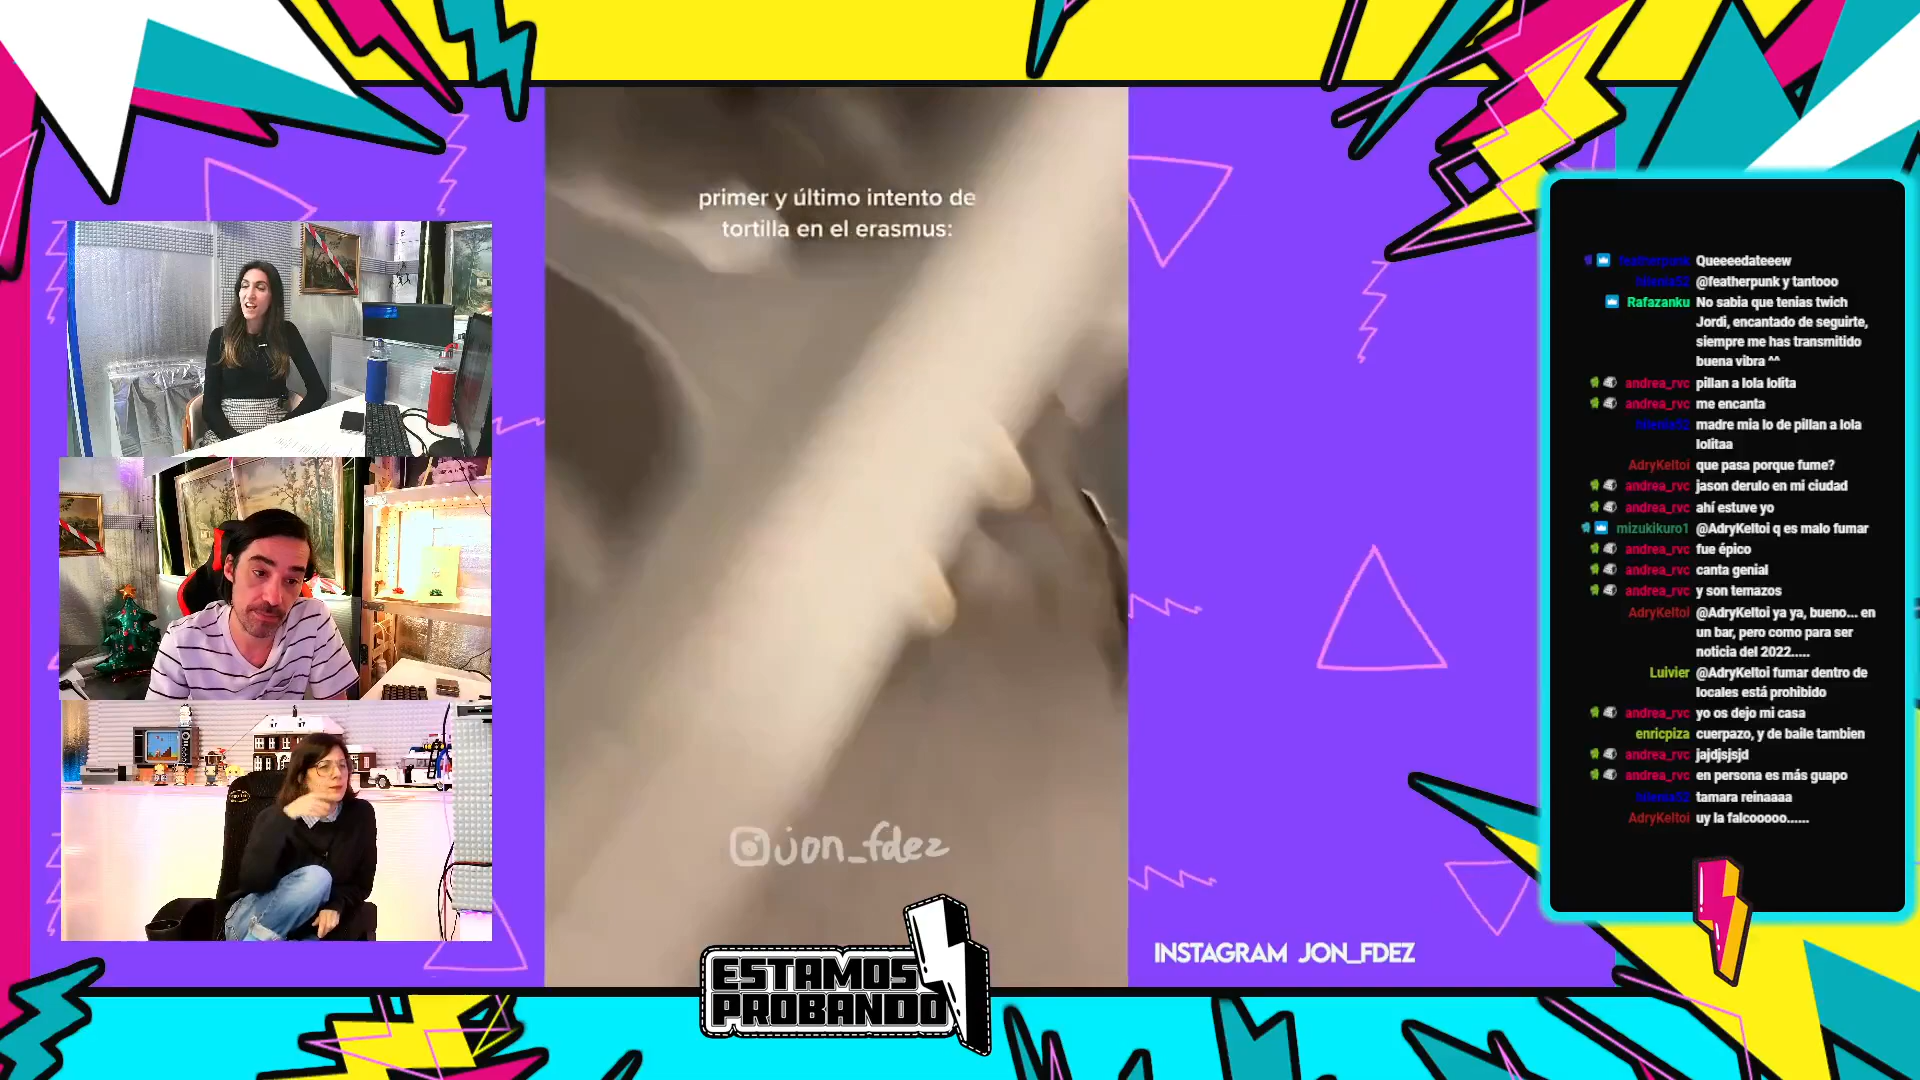 primer y último intento de
tortilla en el erasmus:
jon_fdez
ESTAMOS
PROBANDO
INSTAGRAM JON_FDEZ
featherpunk Queeeedateeew
@featherpunk y tantooo
Rafazanku No sabia que tenias twich
Jordi, encantado de seguirte,
siempre me has transmitido
buena vibra ^^
andrea_rvc pillan a lola lolita
andrea_rvc me encanta
madre mia lo de pillan a lola
lolitaa
AdryKeltoi que pasa porque fume?
andrea_rvc jason derulo en mi ciudad
andrea_rvc ahí estuve yo
mizukikuro1 @AdryKeltoi q es malo fumar
andrea_rvc fue épico
andrea_rvc canta genial
andrea_rvc y son temazos
AdryKeltoi @AdryKeltoi ya ya, bueno... en
un bar, pero como para ser
noticia del 2022.....
Luivier @AdryKeltoi fumar dentro de
locales está prohibido
andrea_rvc yo os dejo mi casa
enricpiza cuerpazo, y de baile tambien
andrea_rvc jajdjsjsjd
andrea_rvc en persona es más guapo
tamara reinaaaa
AdryKeltoi uy la falcooooo......